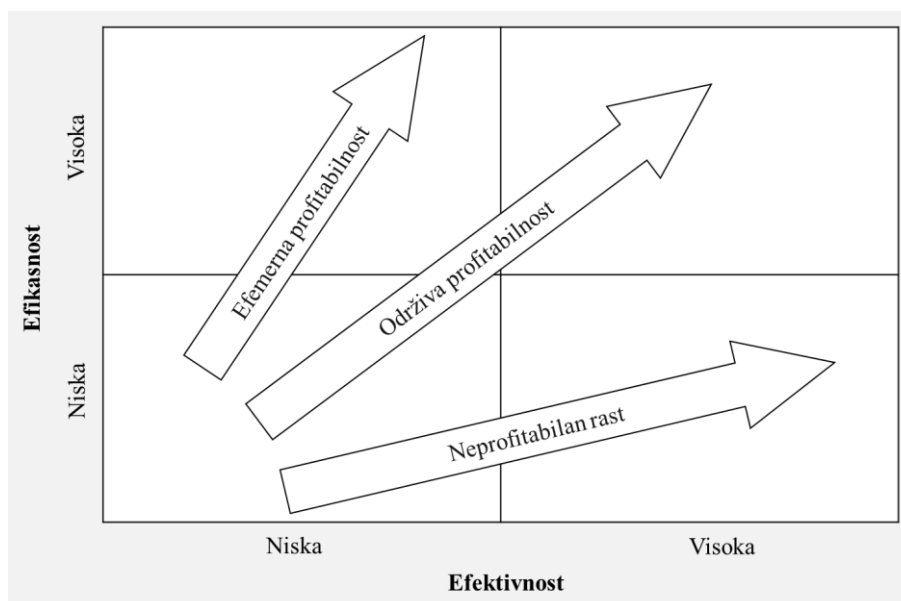 Visoka
Efikasnost
Niska
Efemerna profitabilnost
Održiva profitabilnost
Neprofitabilan rast
Niska
Visoka
Efektivnost